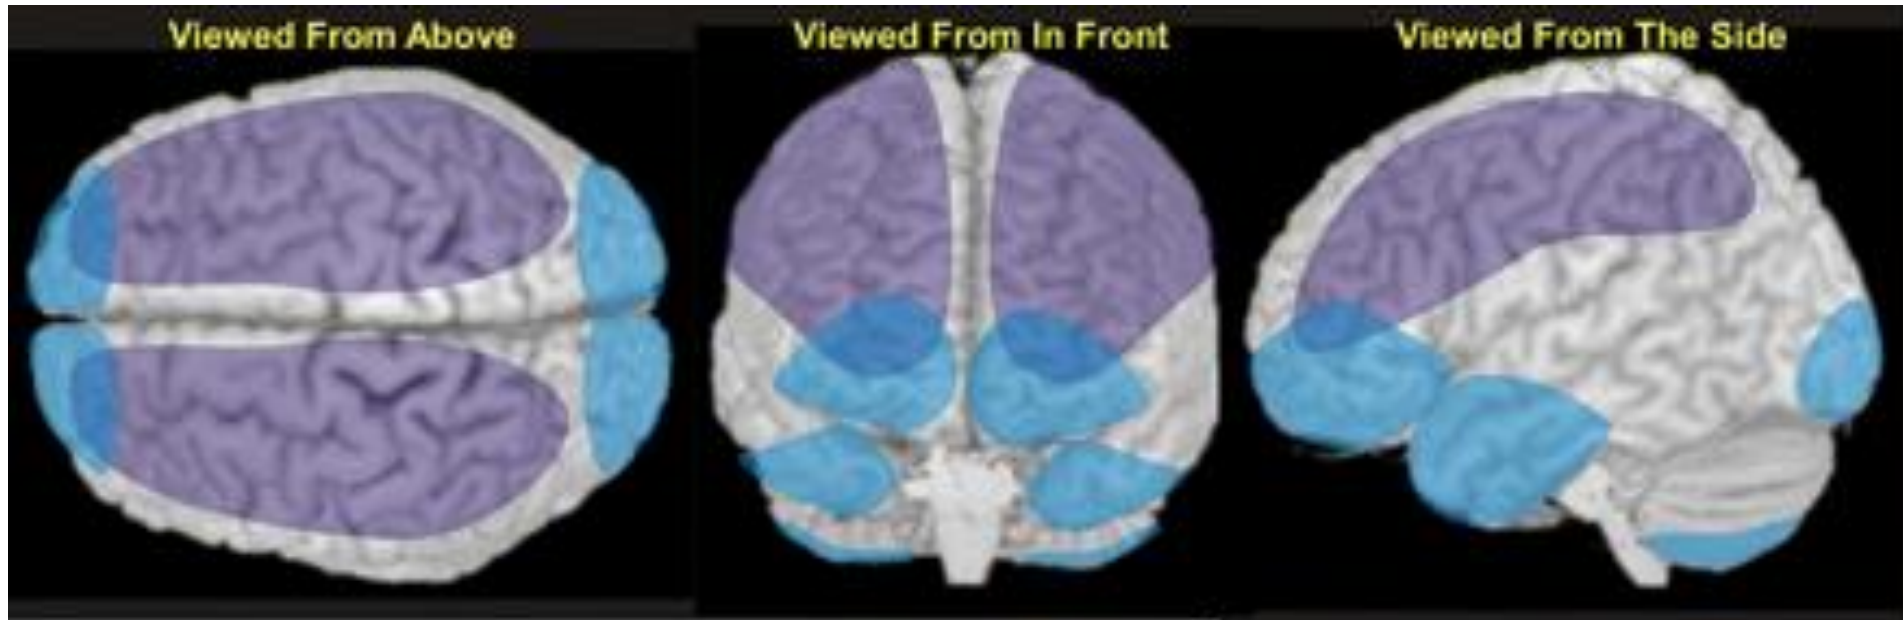 Viewed From Above
Viewed From In Front
Viewed From The Side